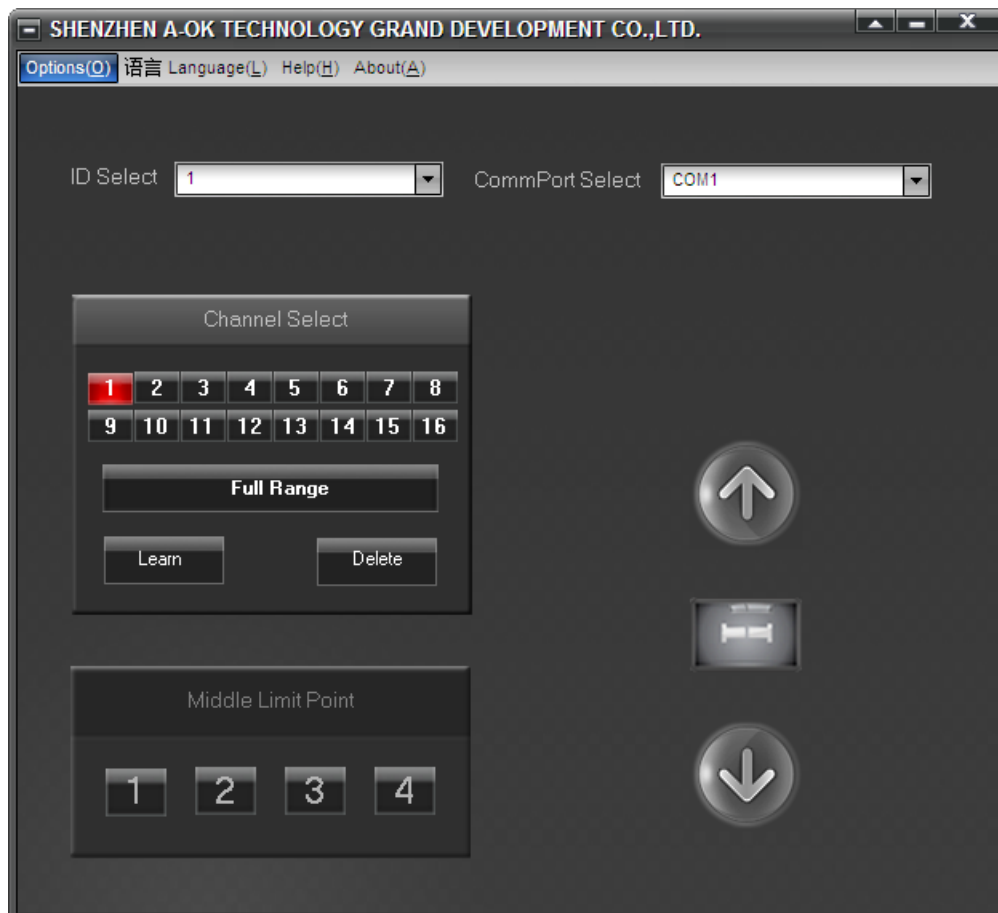 SHENZHEN A-OK TECHNOLOGY GRAND DEVELOPMENT CO.,LTD.
Options(O) 语言 Language(L) Help(H) About(A)
ID Select 1 CommPort Select COM1
Channel Select
1 2 3 4 5 6 7 8
9 10 11 12 13 14 15 16
Full Range
Learn Delete
Middle Limit Point
1 2 3 4